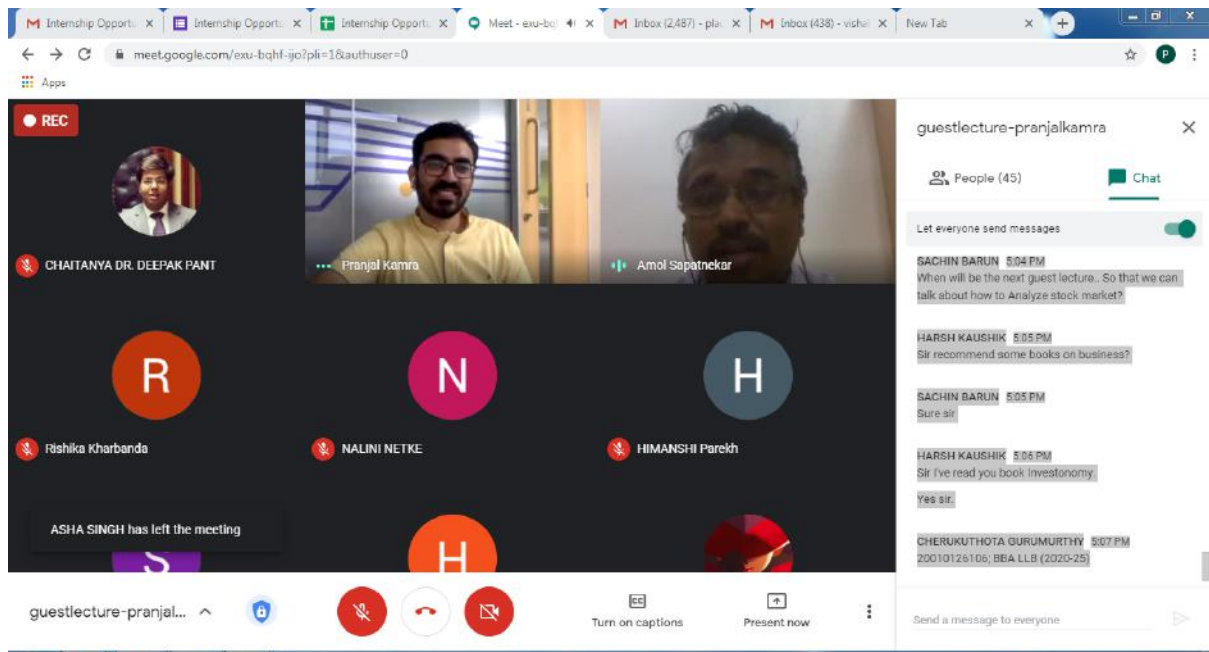 Internship Opport
Internship Opport
Internship Opport
Meet - exu-bq
Inbox (2,487) - plac
Inbox (438) - vishal
New Tab
meet.google.com/exu-bqhf-ijo?pli=1&authuser=0
P
Apps
REC
CHAITANYA DR. DEEPAK PANT
Pranjal Kamra
Amol Sapatnekar
R
N
H
Rishika Kharbanda
NALINI NETKE
HIMANSHI Parekh
ASHA SINGH has left the meeting
S
H
guestlecture-pranjalkamra
People (45)
Chat
Let everyone send messages
SACHIN BARUN 5:04 PM
When will be the next guest lecture.. So that we can
talk about how to Analyze stock market?
HARSH KAUSHIK 5:05 PM
Sir recommend some books on business?
SACHIN BARUN 5:05 PM
Sure sir
HARSH KAUSHIK 5:06 PM
Sir I've read you book Investonomy.
Yes sir.
CHERUKUTHOTA GURUMURTHY 5:07 PM
20010126106; BBA LLB (2020-25)
Send a message to everyone
guestlecture-pranjal...
CC
Turn on captions
Present now